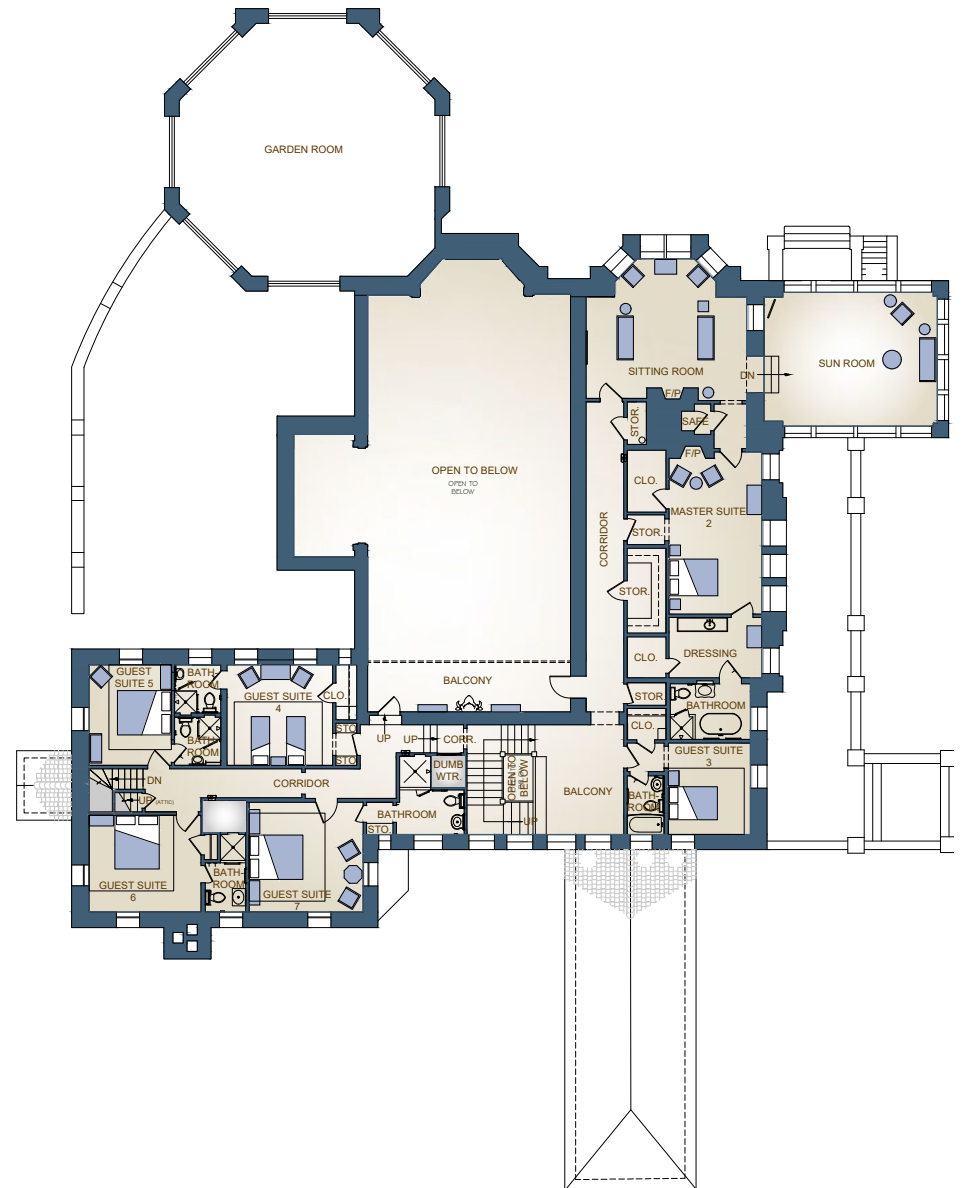 GARDEN ROOM
SUN ROOM
SITTING ROOM
DN
F/P
STOR.
SAFE
F/P
CLO.
OPEN TO BELOW
OPEN TO
BELOW
MASTER SUITE
2
STOR.
CORRIDOR
STOR.
CLO.
DRESSING
BALCONY
STOR.
BATHROOM
CLO.
GUEST
SUITE 5
BATH-
ROOM
GUEST SUITE
4
CLO.
STO.
UP
UP
CORR.
BATH-
ROOM
STO.
DUMB
WTR.
OPEN TO
BELOW
GUEST SUITE
3
DN
CORRIDOR
BALCONY
UP
(ATTIC)
BATH-
ROOM
BATHROOM
STO.
UP
BATH-
ROOM
GUEST SUITE
6
GUEST SUITE
7